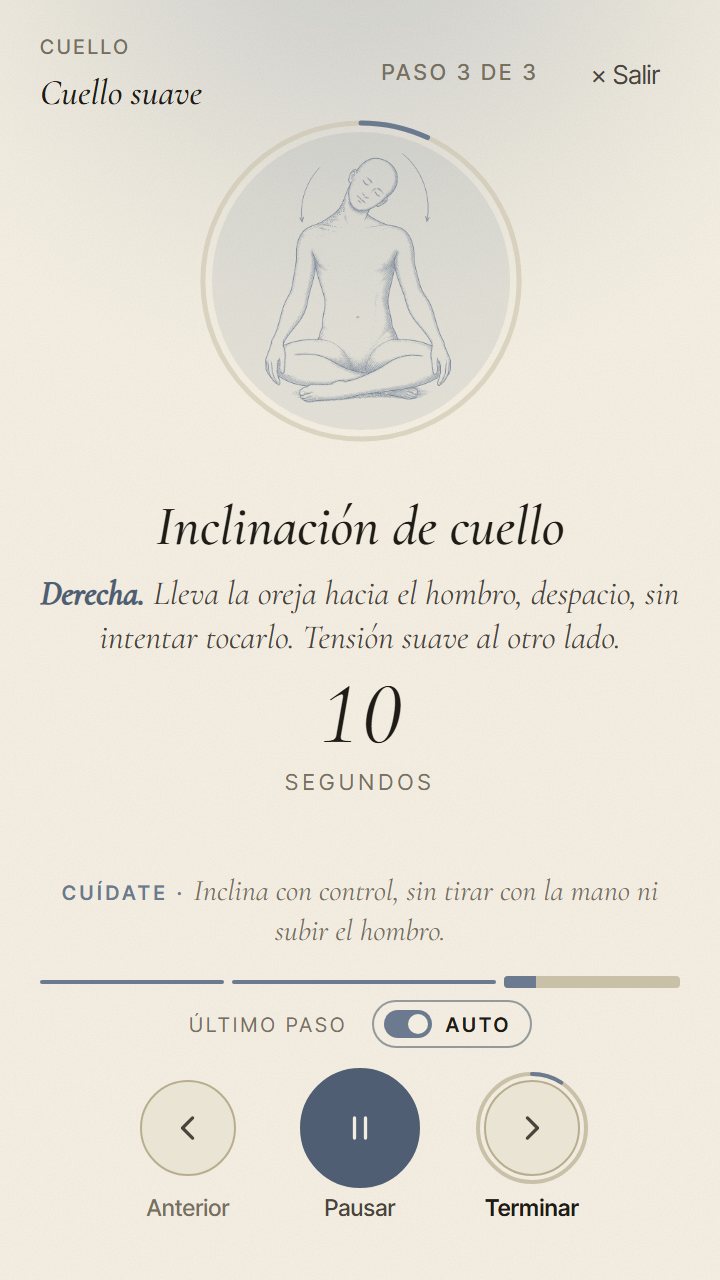 CUELLO
Cuello suave
PASO 3 DE 3
× Salir
Inclinación de cuello
Derecha. Lleva la oreja hacia el hombro, despacio, sin
intentar tocarlo. Tensión suave al otro lado.
10
SEGUNDOS
CUÍDATE · Inclina con control, sin tirar con la mano ni
subir el hombro.
ÚLTIMO PASO
AUTO
Anterior
Pausar
Terminar